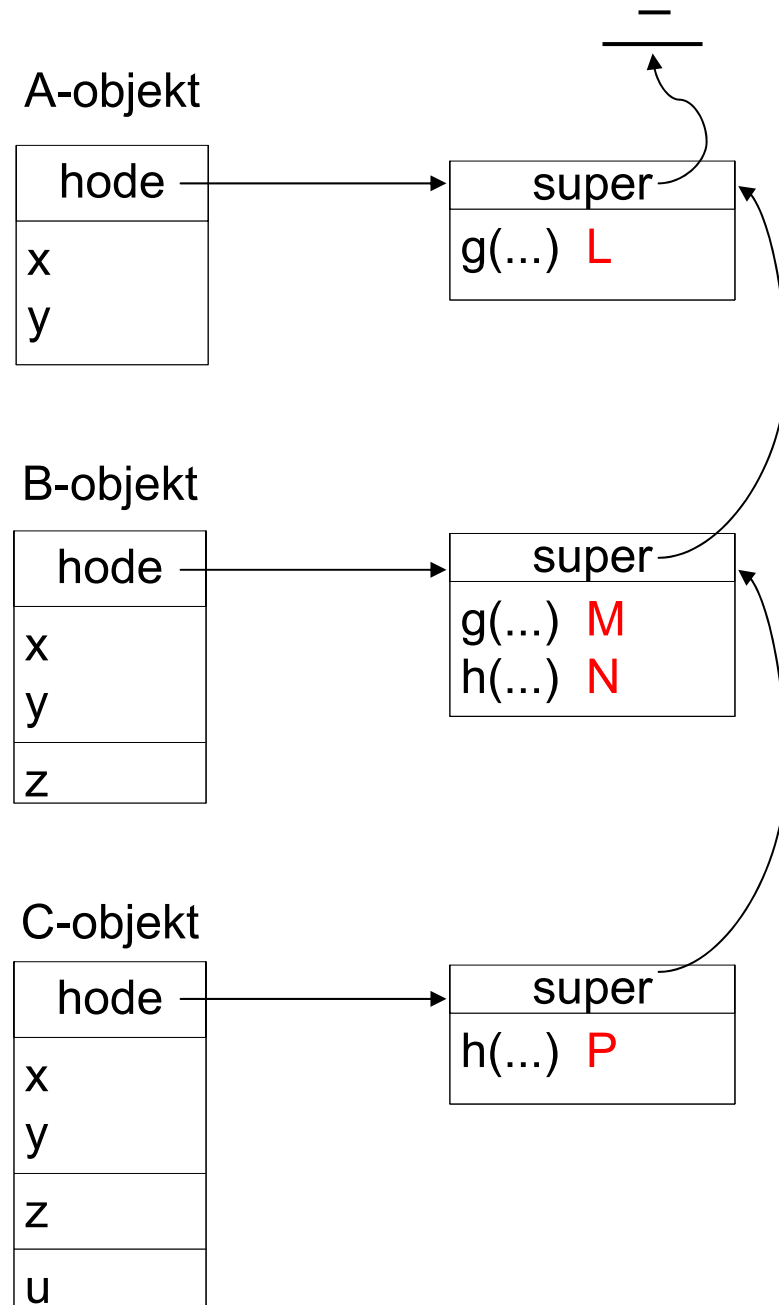 A-objekt
hode
super
x
g(...) L
y
B-objekt
hode
super
x
g(...) M
y
h(...) N
z
C-objekt
hode
super
x
h(...) P
y
z
u